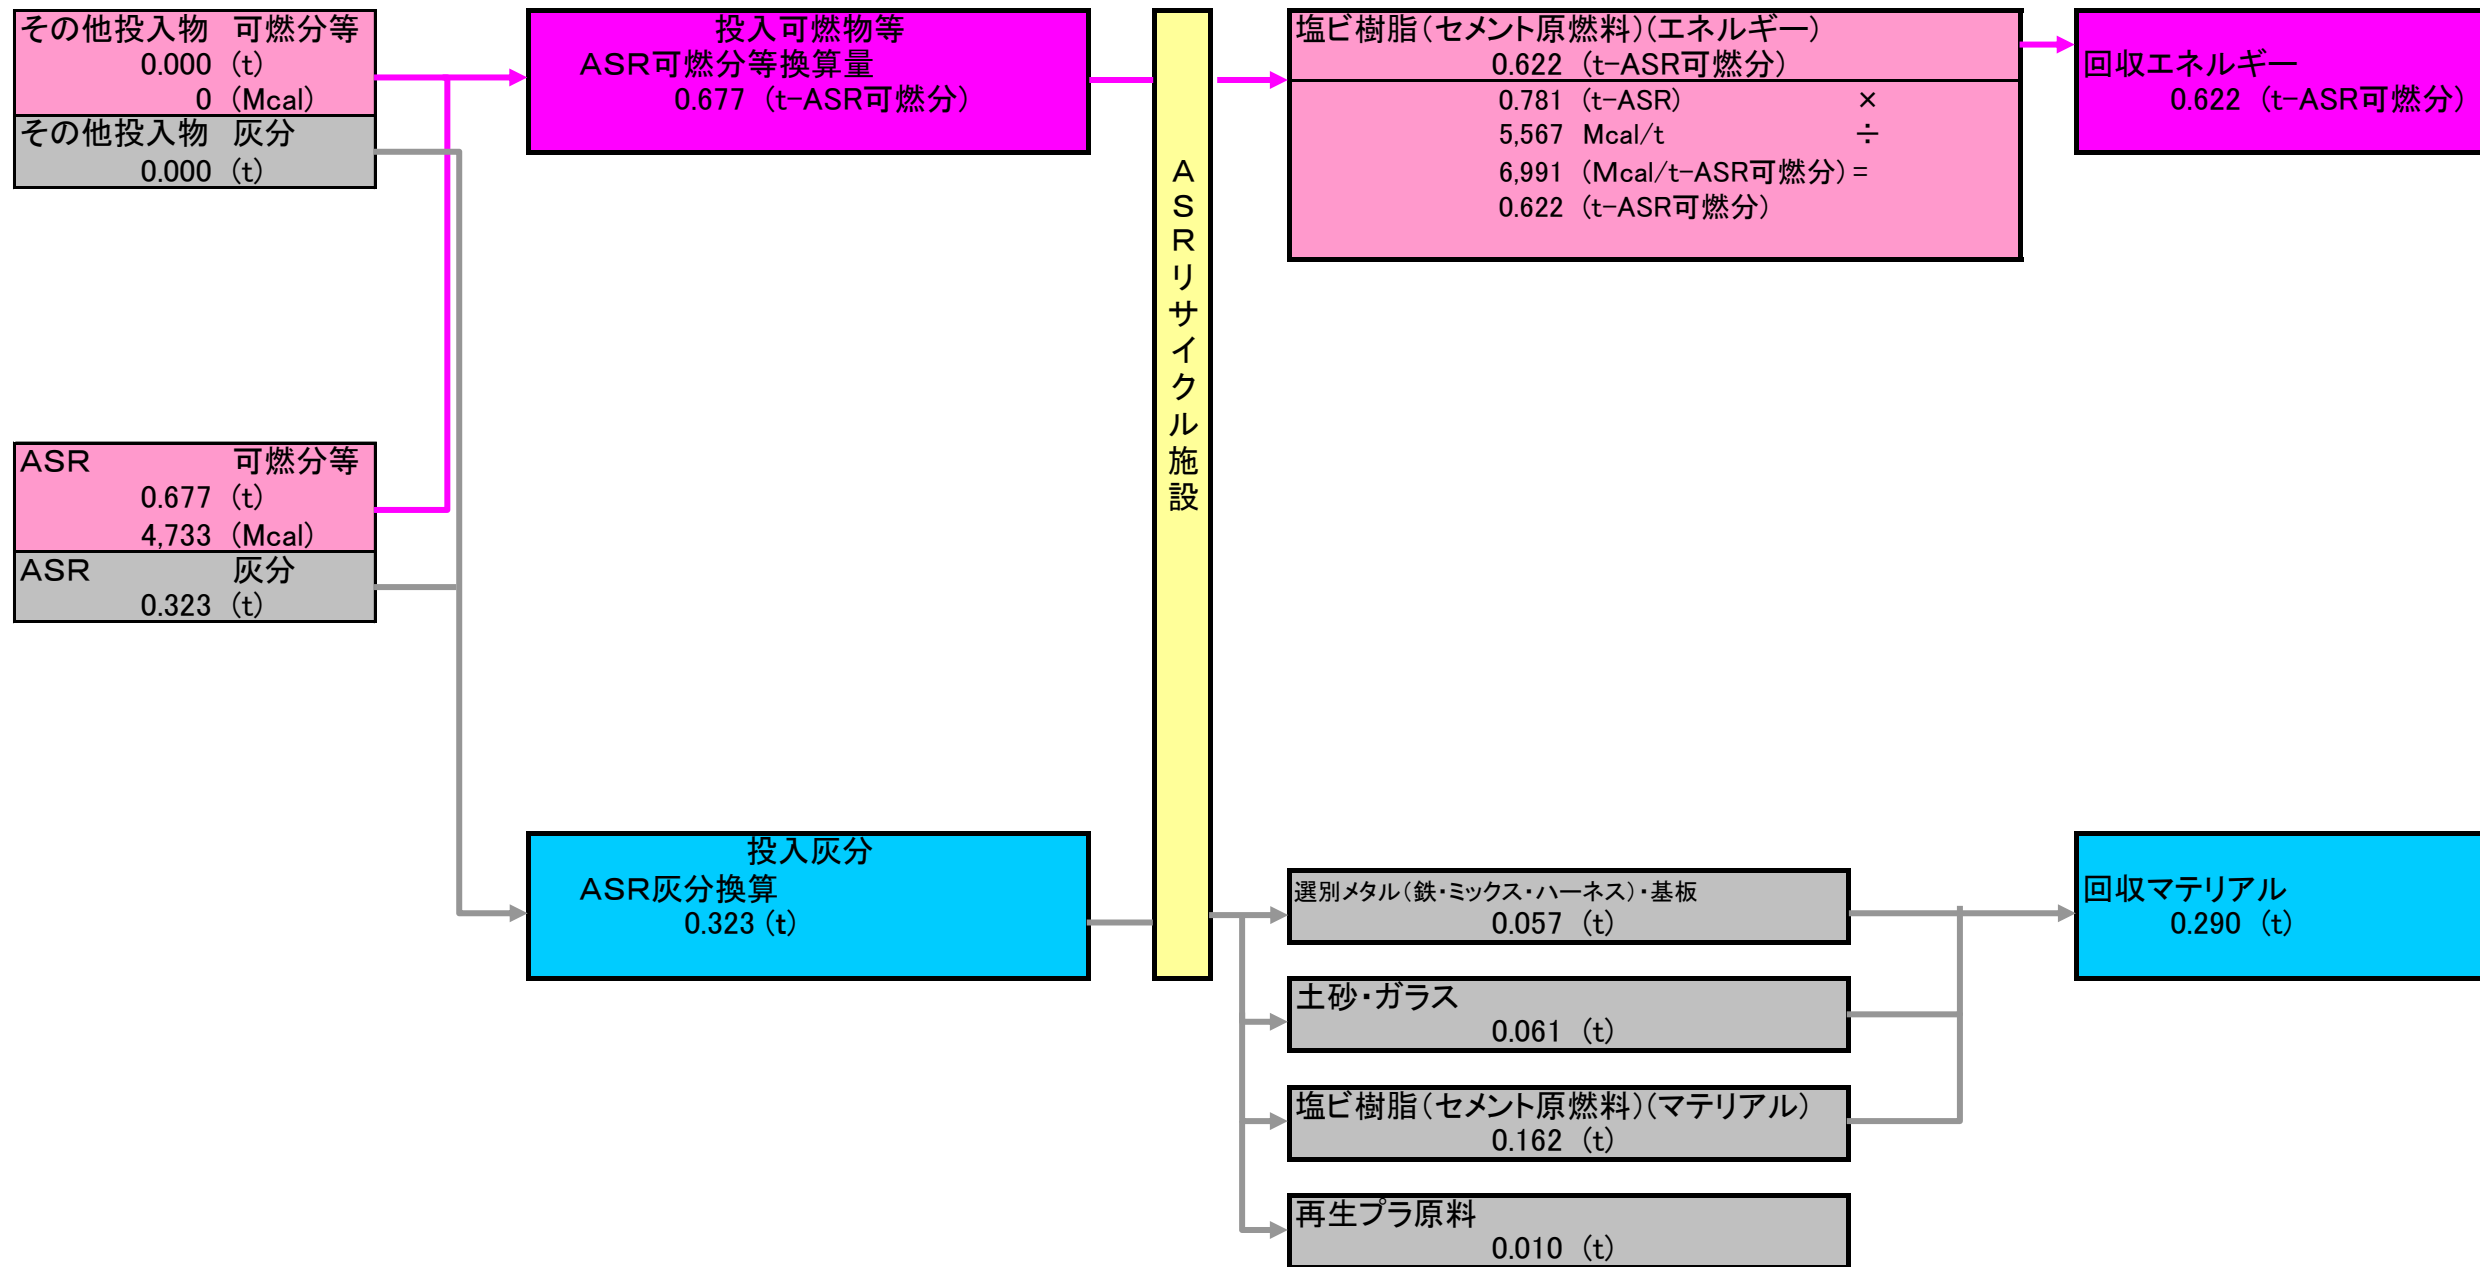 その他投入物　可燃分等
0.000 (t)
0 (Mcal)
その他投入物　灰分
0.000 (t)
ＡＳＲ　可燃分等
0.677 (t)
4,733 (Mcal)
ＡＳＲ　灰分
0.323 (t)
投入可燃物等
ＡＳＲ可燃分等換算量
0.677 (t-ASR可燃分)
投入灰分
ＡＳＲ灰分換算
0.323 (t)
ＡＳＲリサイクル施設
塩ビ樹脂(セメント原燃料)(エネルギー)
0.622 (t-ASR可燃分)
0.781 (t-ASR) ×
5,567 Mcal/t ÷
6,991 (Mcal/t-ASR可燃分) =
0.622 (t-ASR可燃分)
選別メタル(鉄・ミックス・ハーネス)・基板
0.057 (t)
土砂・ガラス
0.061 (t)
塩ビ樹脂(セメント原燃料)(マテリアル)
0.162 (t)
再生プラ原料
0.010 (t)
回収エネルギー
0.622 (t-ASR可燃分)
回収マテリアル
0.290 (t)